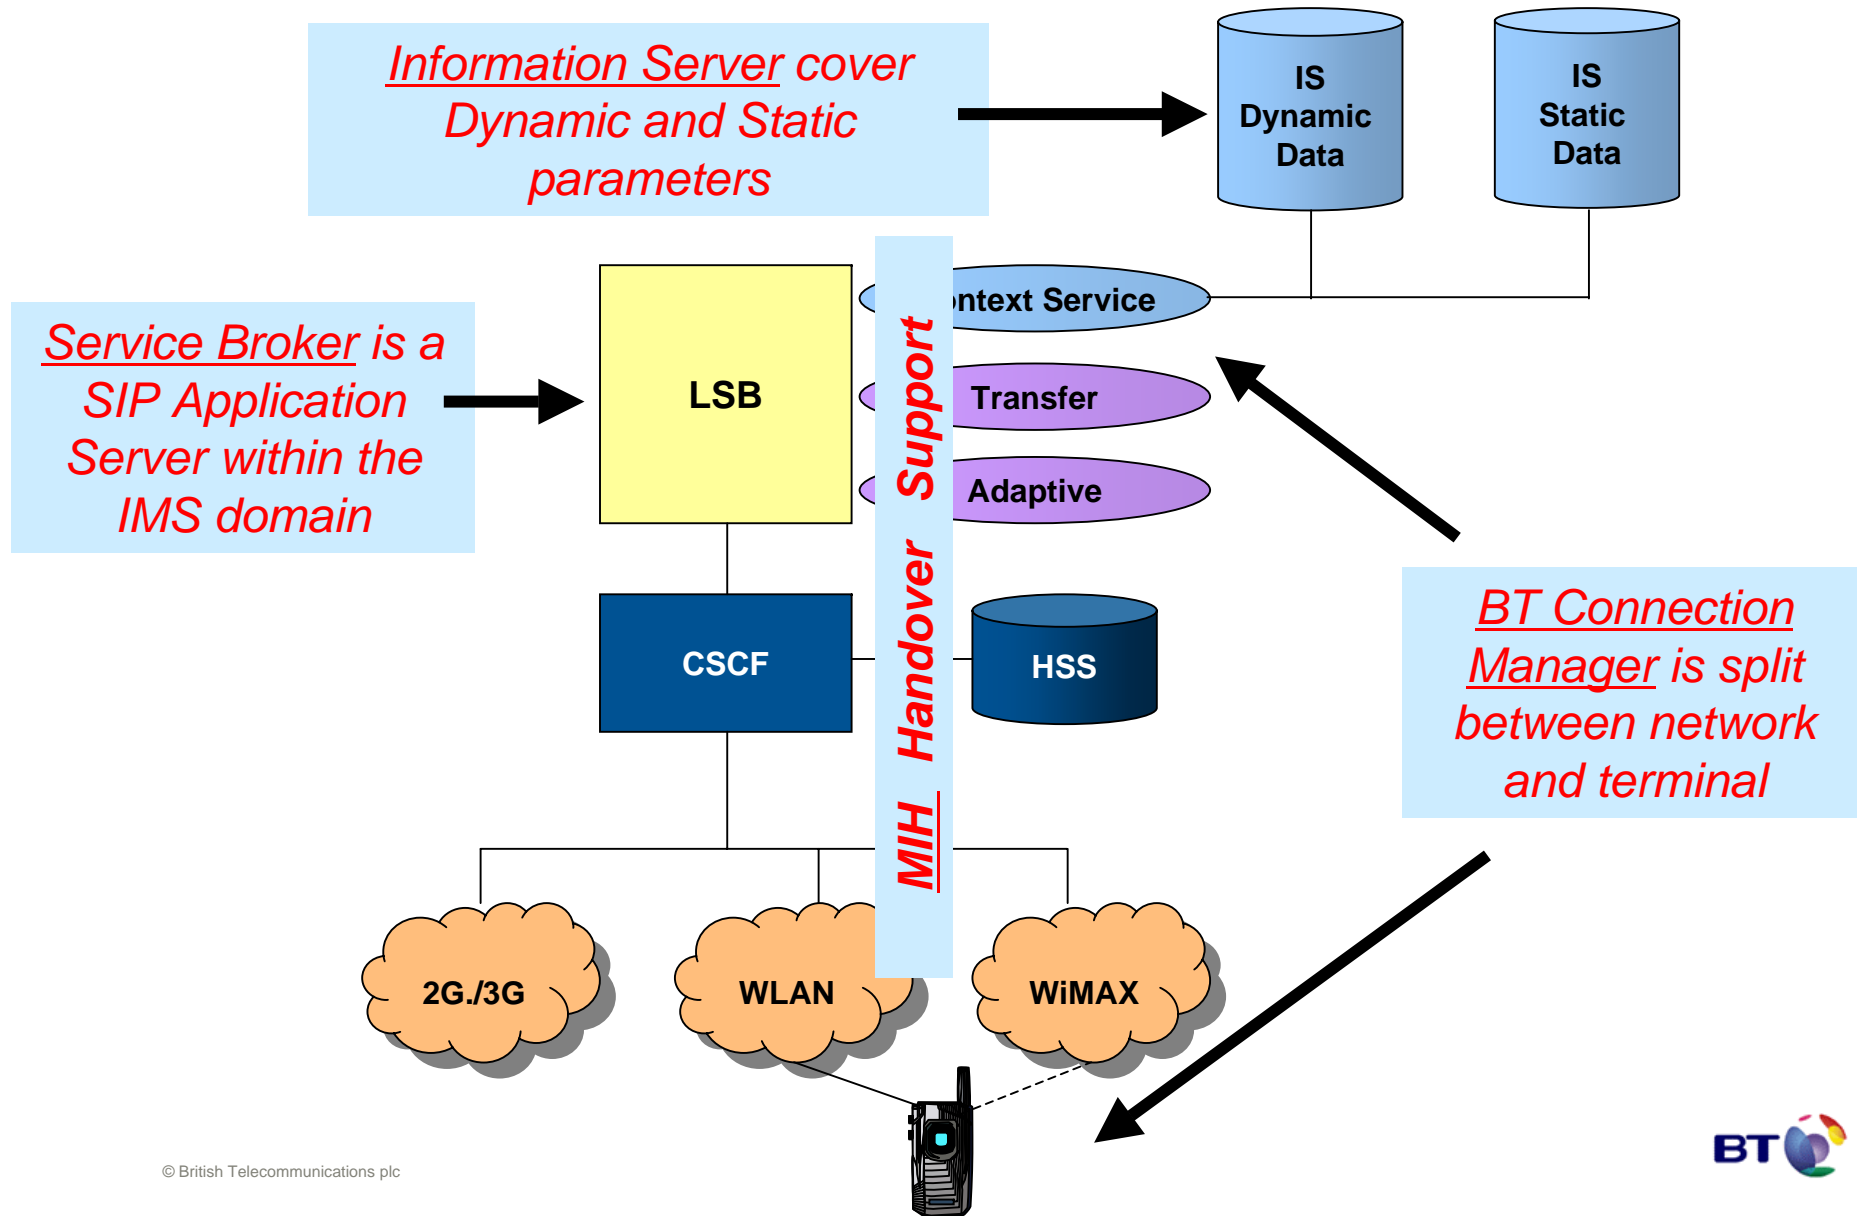 Information Server cover
Dynamic and Static
parameters
IS
Dynamic
Data
IS
Static
Data
Service Broker is a
SIP Application
Server within the
IMS domain
LSB
ontext Service
Transfer
Adaptive
MIH Handover Support
CSCF
HSS
BT Connection
Manager is split
between network
and terminal
2G./3G
WLAN
WiMAX
© British Telecommunications plc
BT